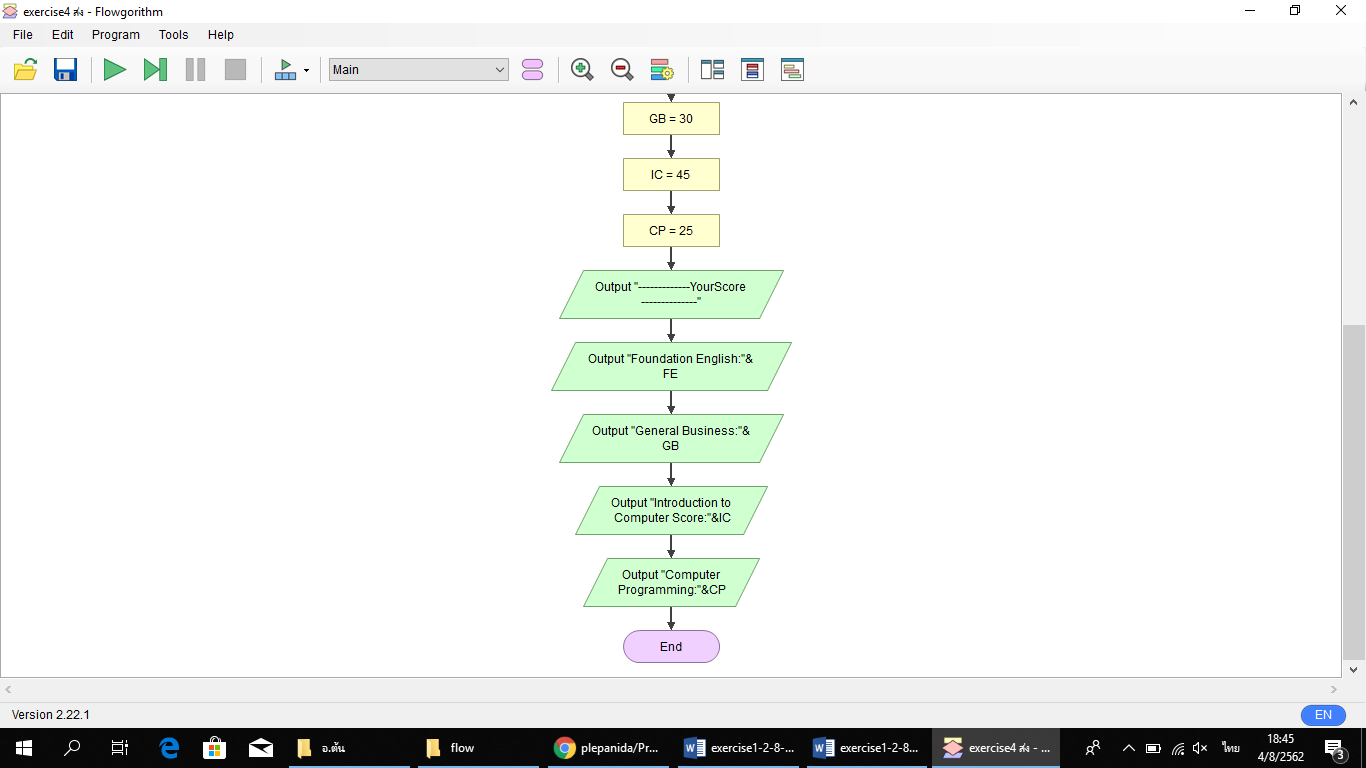 exercise4 ส่ง - Flowgorithm
File Edit Program Tools Help
Main
GB = 30
IC = 45
CP = 25
Output "-------------YourScore
--------------"
Output "Foundation English:"&
FE
Output "General Business:"&
GB
Output "Introduction to
Computer Score:"&IC
Output "Computer
Programming:"&CP
End
Version 2.22.1
EN
อ.ต้น
flow
plepanida/Pr...
exercise1-2-8-...
exercise1-2-8...
exercise4 ส่ง - ...
ไทย
18:45
4/8/2562
3